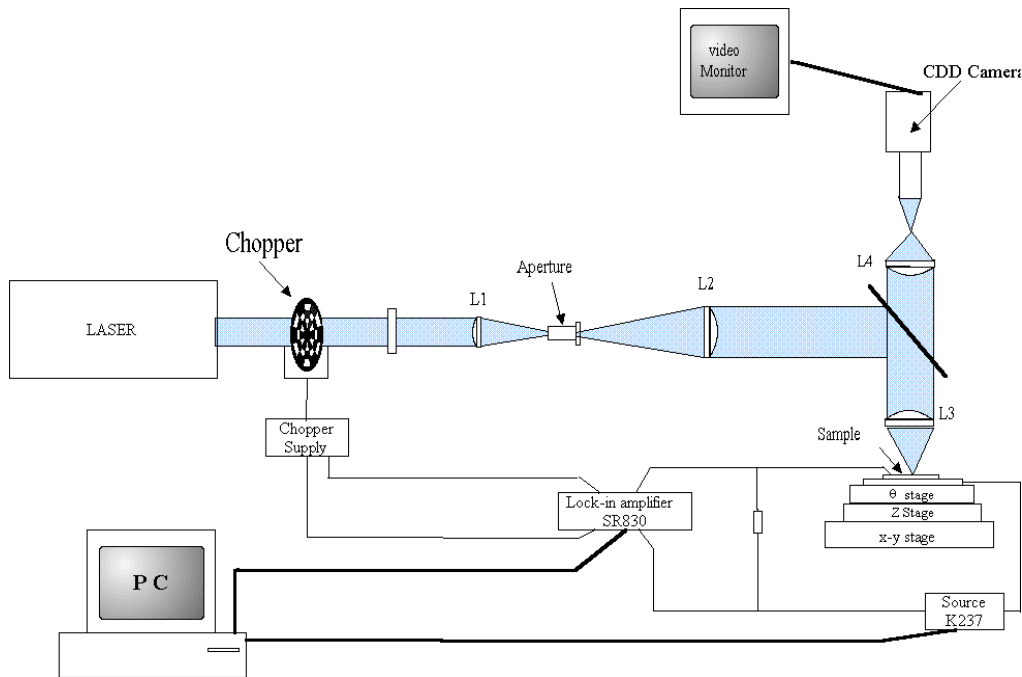 video
Monitor
CDD Camera
Chopper
Aperture
L1
L2
L4
LASER
L3
Sample
Chopper
Supply
Lock-in amplifier
SR830
θ stage
Z Stage
x-y stage
P C
Source
K237